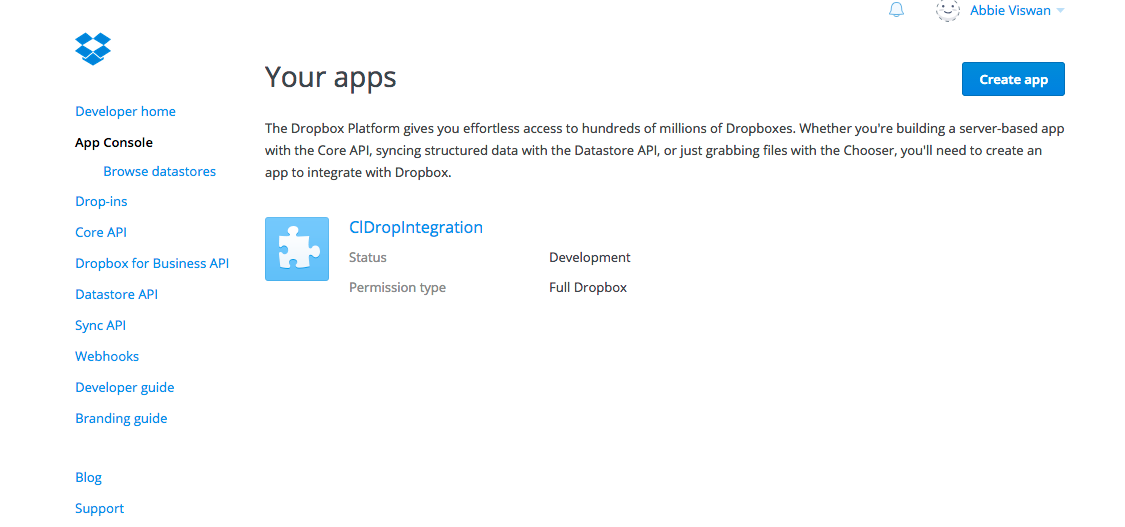 Abbie Viswan
Your apps
Create app
Developer home
App Console
Browse datastores
Drop-ins
Core API
Dropbox for Business API
Datastore API
Sync API
Webhooks
Developer guide
Branding guide
Blog
Support
The Dropbox Platform gives you effortless access to hundreds of millions of Dropboxes. Whether you're building a server-based app
with the Core API, syncing structured data with the Datastore API, or just grabbing files with the Chooser, you'll need to create an
app to integrate with Dropbox.
ClDropIntegration
Status Development
Permission type Full Dropbox